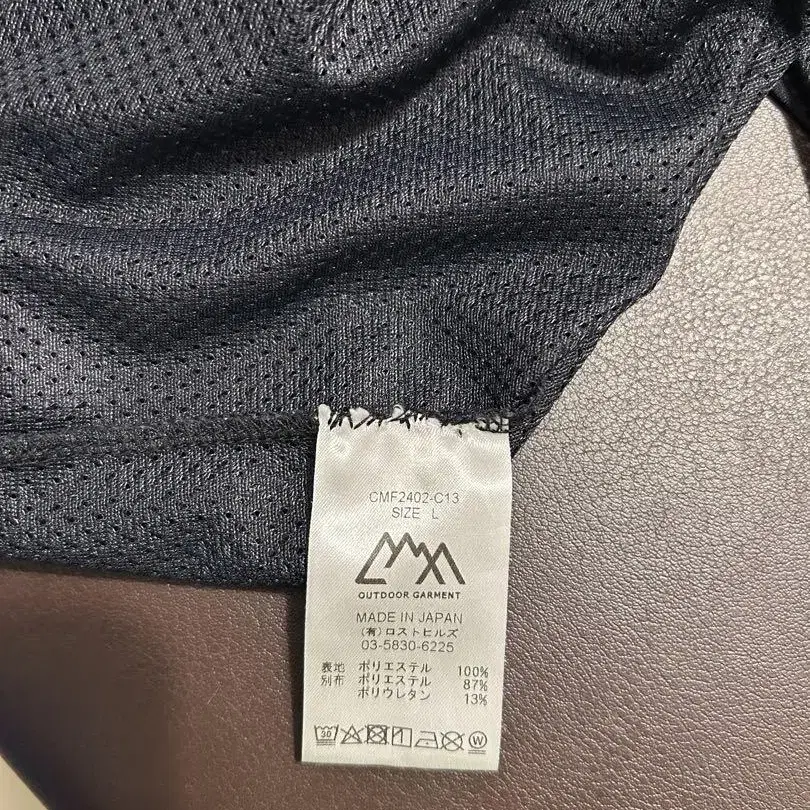 CMF2402-C13
SIZE L
OUTDOOR GARMENT
MADE IN JAPAN
(有)ロストヒルズ
03-5830-6225
表地 ポリエステル 100%
別布 ポリエステル 87%
ポリウレタン 13%
30 W